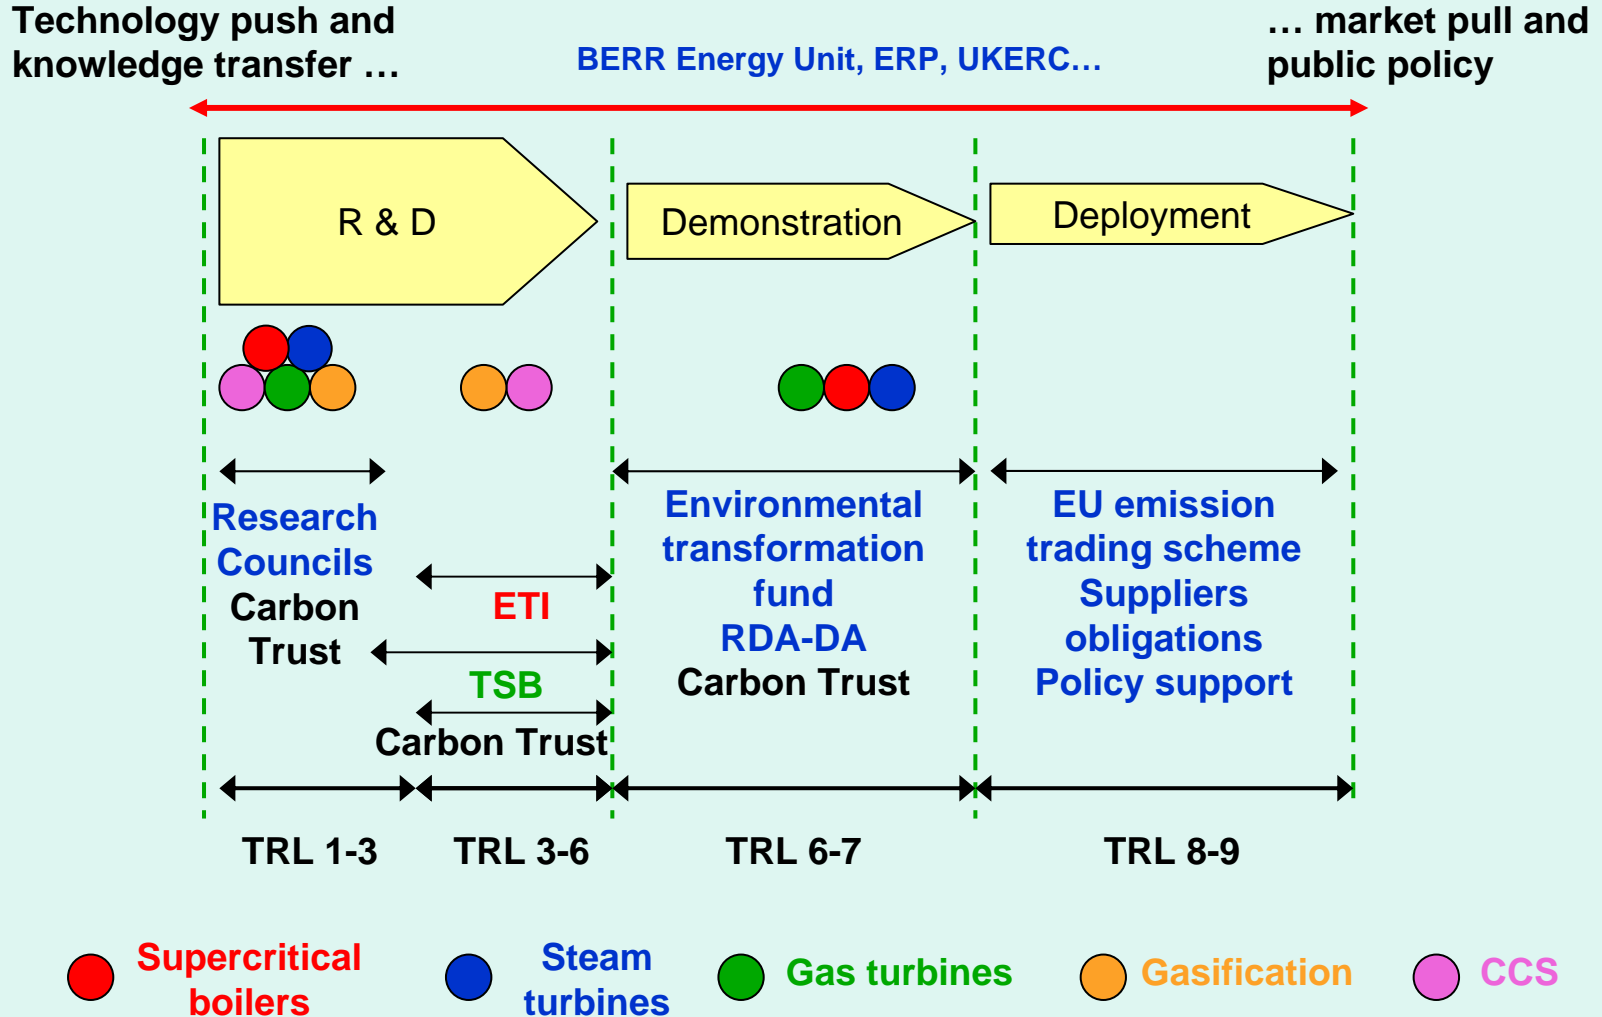 Technology push and
knowledge transfer …
BERR Energy Unit, ERP, UKERC…
… market pull and
public policy
R & D
Demonstration
Deployment
Research
Councils
Carbon
Trust
ETI
TSB
Carbon Trust
Environmental
transformation
fund
RDA-DA
Carbon Trust
EU emission
trading scheme
Suppliers
obligations
Policy support
TRL 1-3
TRL 3-6
TRL 6-7
TRL 8-9
Supercritical
boilers
Steam
turbines
Gas turbines
Gasification
CCS